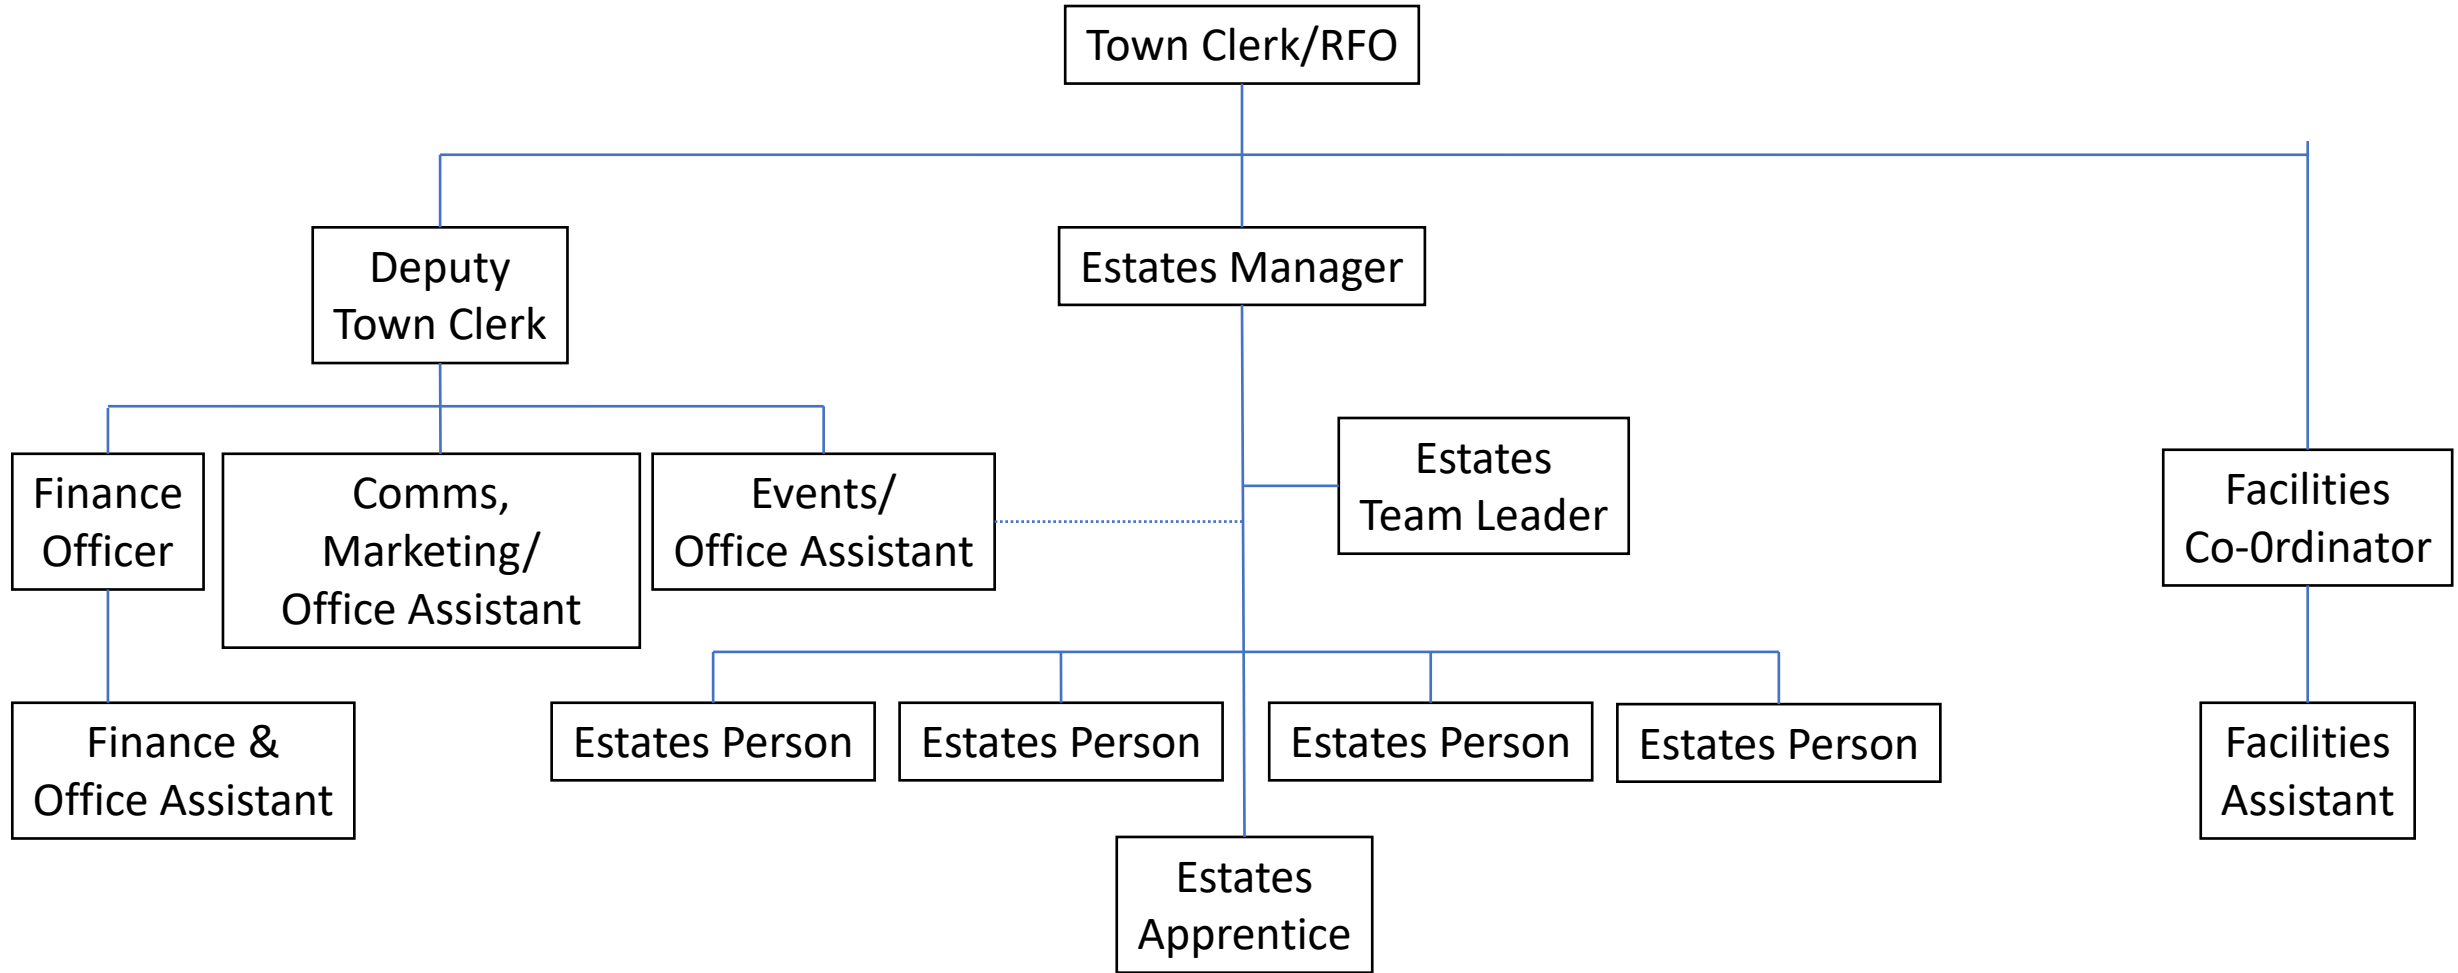 Town Clerk/RFO
Deputy
Town Clerk
Estates Manager
Finance
Officer
Comms,
Marketing/
Office Assistant
Events/
Office Assistant
Estates
Team Leader
Facilities
Co-0rdinator
Finance &
Office Assistant
Estates Person
Estates Person
Estates Person
Estates Person
Facilities
Assistant
Estates
Apprentice